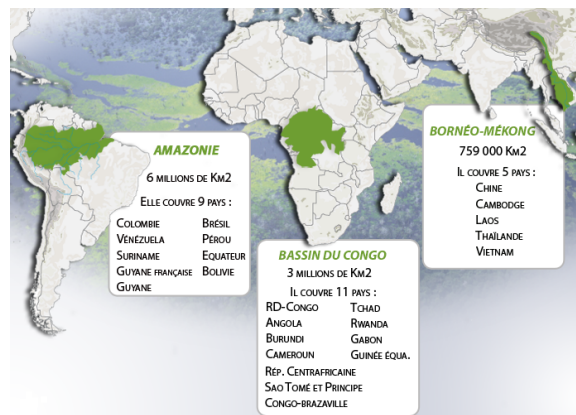 AMAZONIE
6 MILLIONS DE KM2
ELLE COUVRE 9 PAYS :
COLOMBIE BRÉSIL
VENÉZUELA PÉROU
SURINAME EQUATEUR
GUYANE FRANÇAISE BOLIVIE
GUYANE
BASSIN DU CONGO
3 MILLIONS DE KM2
IL COUVRE 11 PAYS :
RD-CONGO TCHAD
ANGOLA RWANDA
BURUNDI GABON
CAMEROUN GUINÉE ÉQUA.
RÉP. CENTRAFRICAINE
SAO TOMÉ ET PRINCIPE
CONGO-BRAZAVILLE
BORNÉO-MÉKONG
759 000 KM2
IL COUVRE 5 PAYS :
CHINE
CAMBODGE
LAOS
THAÏLANDE
VIETNAM